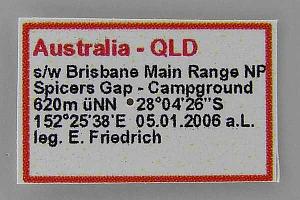 Australia - QLD
s/w Brisbane Main Range NP
Spicers Gap - Campground
620m üNN °28°04'26"S
152°25'38'E 05.01.2006 a.L.
leg. E. Friedrich